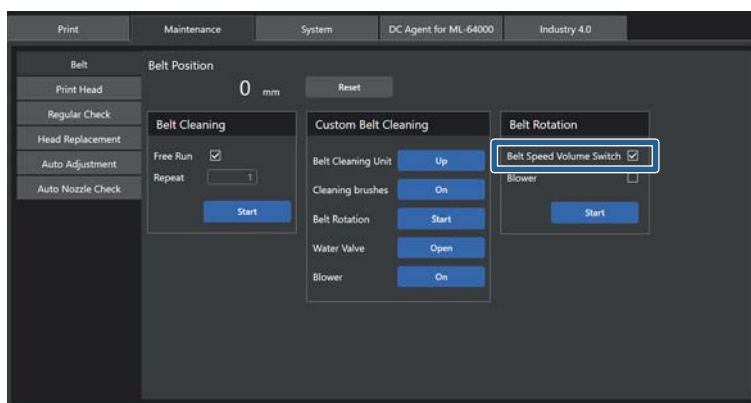 Print
Maintenance
System
DC Agent for ML-64000
Industry 4.0
Belt
Print Head
Regular Check
Head Replacement
Auto Adjustment
Auto Nozzle Check
Belt Position
0 mm
Reset
Belt Cleaning
Free Run
Repeat 1
Start
Custom Belt Cleaning
Belt Cleaning Unit Up
Cleaning brushes On
Belt Rotation Start
Water Valve Open
Blower On
Belt Rotation
Belt Speed Volume Switch
Blower
Start